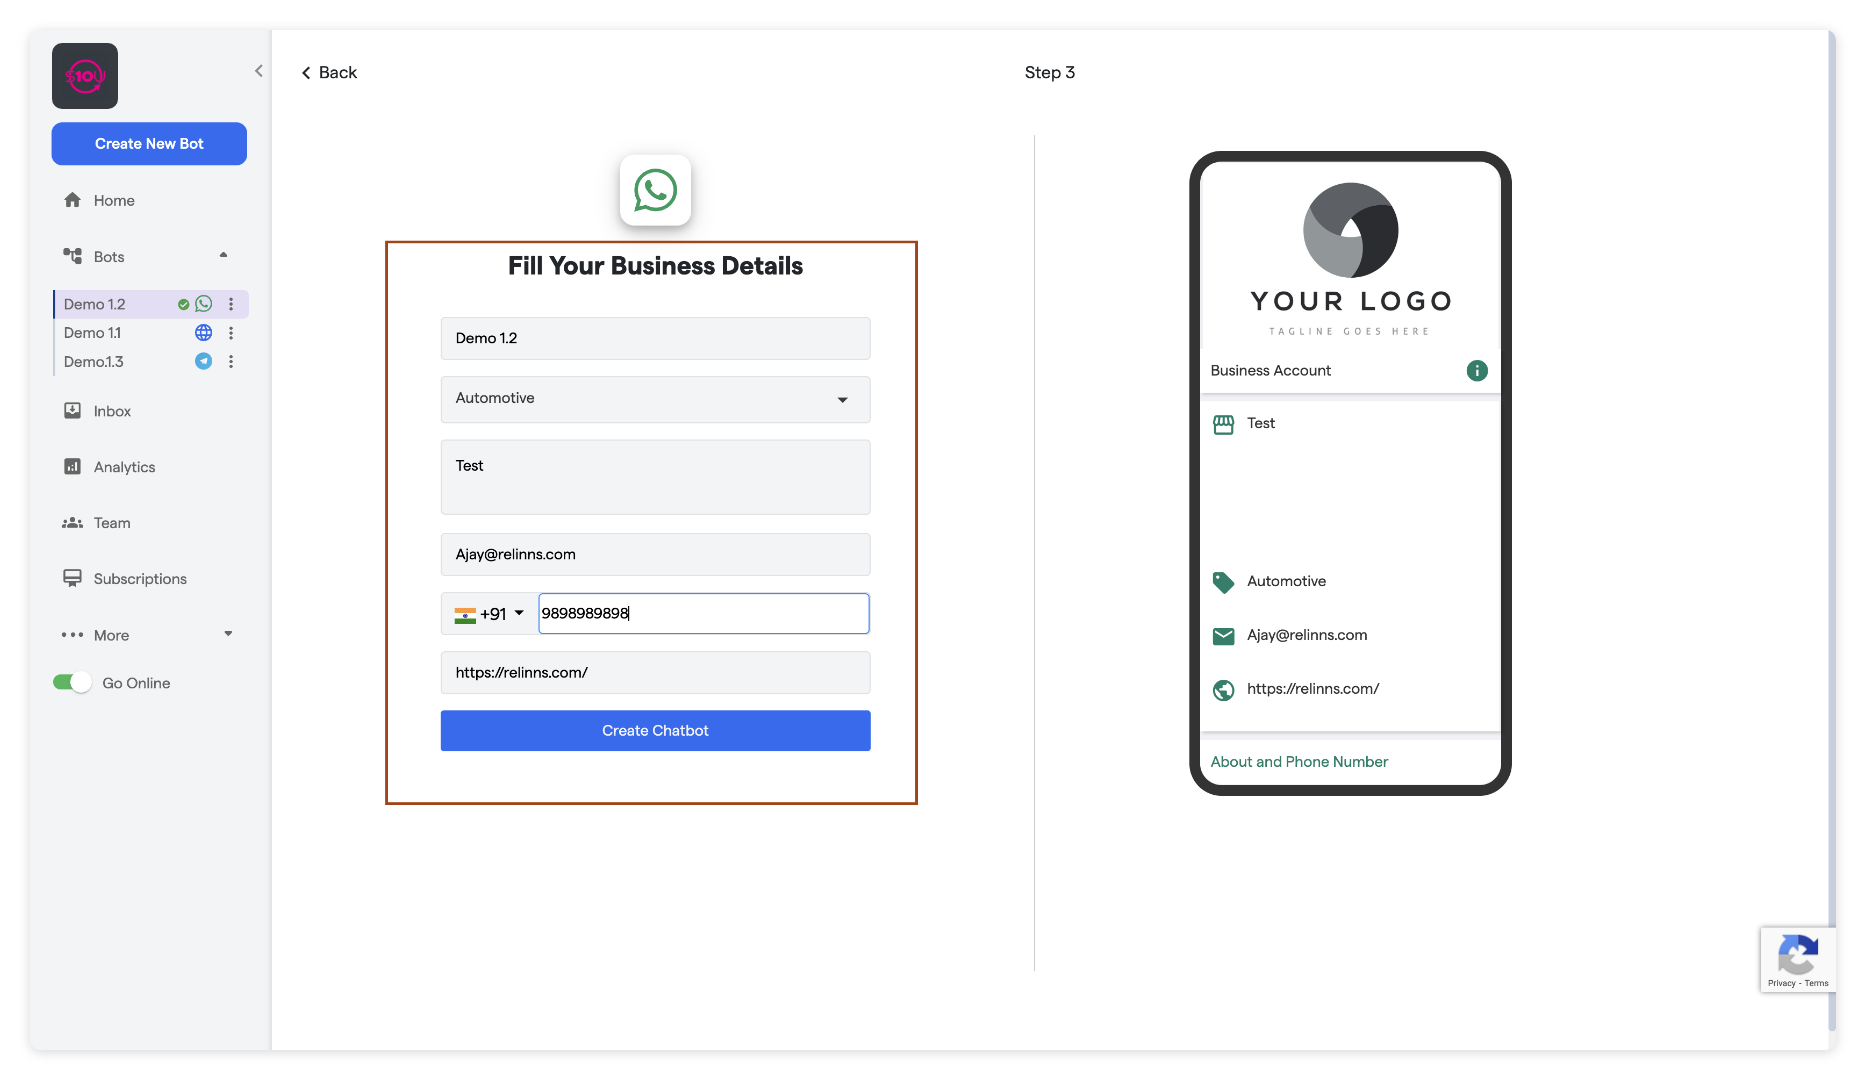 $10U
Create New Bot
Home
Bots
Demo 1.2
Demo 1.1
Demo.1.3
Inbox
Analytics
Team
Subscriptions
More
Go Online
Back
Step 3
Fill Your Business Details
Demo 1.2
Automotive
Test
Ajay@relinns.com
+91 9898989898
https://relinns.com/
Create Chatbot
YOUR LOGO
TAGLINE GOES HERE
Business Account
Test
Automotive
Ajay@relinns.com
https://relinns.com/
About and Phone Number
Privacy - Terms